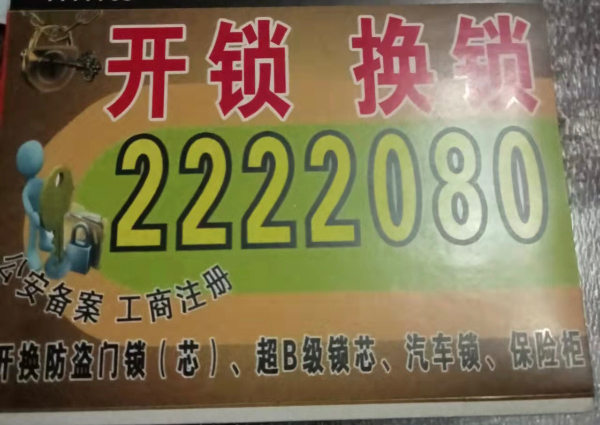 开锁 换锁
2222080
公安备案 工商注册
开换防盗门锁（芯）、超B级锁芯、汽车锁、保险柜